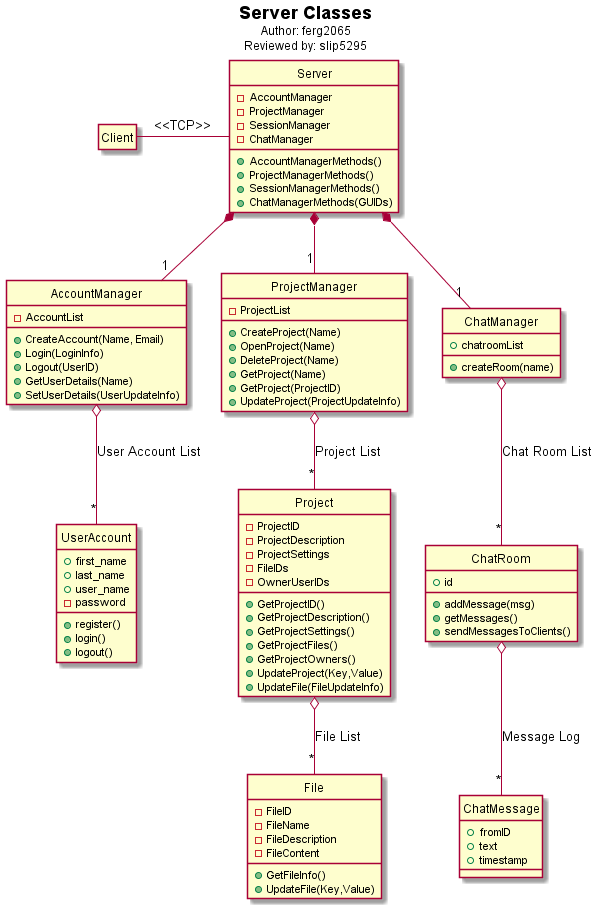 Server Classes
Author: ferg2065
Reviewed by: slip5295
Server
AccountManager
ProjectManager
SessionManager
ChatManager
AccountManagerMethods()
ProjectManagerMethods()
SessionManagerMethods()
ChatManagerMethods(GUIDs)
<<TCP>>
Client
1
1
1
AccountManager
AccountList
CreateAccount(Name, Email)
Login(LoginInfo)
Logout(UserID)
GetUserDetails(Name)
SetUserDetails(UserUpdateInfo)
ProjectManager
ProjectList
CreateProject(Name)
OpenProject(Name)
DeleteProject(Name)
GetProject(Name)
GetProject(ProjectID)
UpdateProject(ProjectUpdateInfo)
ChatManager
chatroomList
createRoom(name)
User Account List
*
Project List
*
Chat Room List
*
UserAccount
first_name
last_name
user_name
password
register()
login()
logout()
Project
ProjectID
ProjectDescription
ProjectSettings
FileIDs
OwnerUserIDs
GetProjectID()
GetProjectDescription()
GetProjectSettings()
GetProjectFiles()
GetProjectOwners()
UpdateProject(Key,Value)
UpdateFile(FileUpdateInfo)
ChatRoom
id
addMessage(msg)
getMessages()
sendMessagesToClients()
File List
*
Message Log
*
File
FileID
FileName
FileDescription
FileContent
GetFileInfo()
UpdateFile(Key,Value)
ChatMessage
fromID
text
timestamp